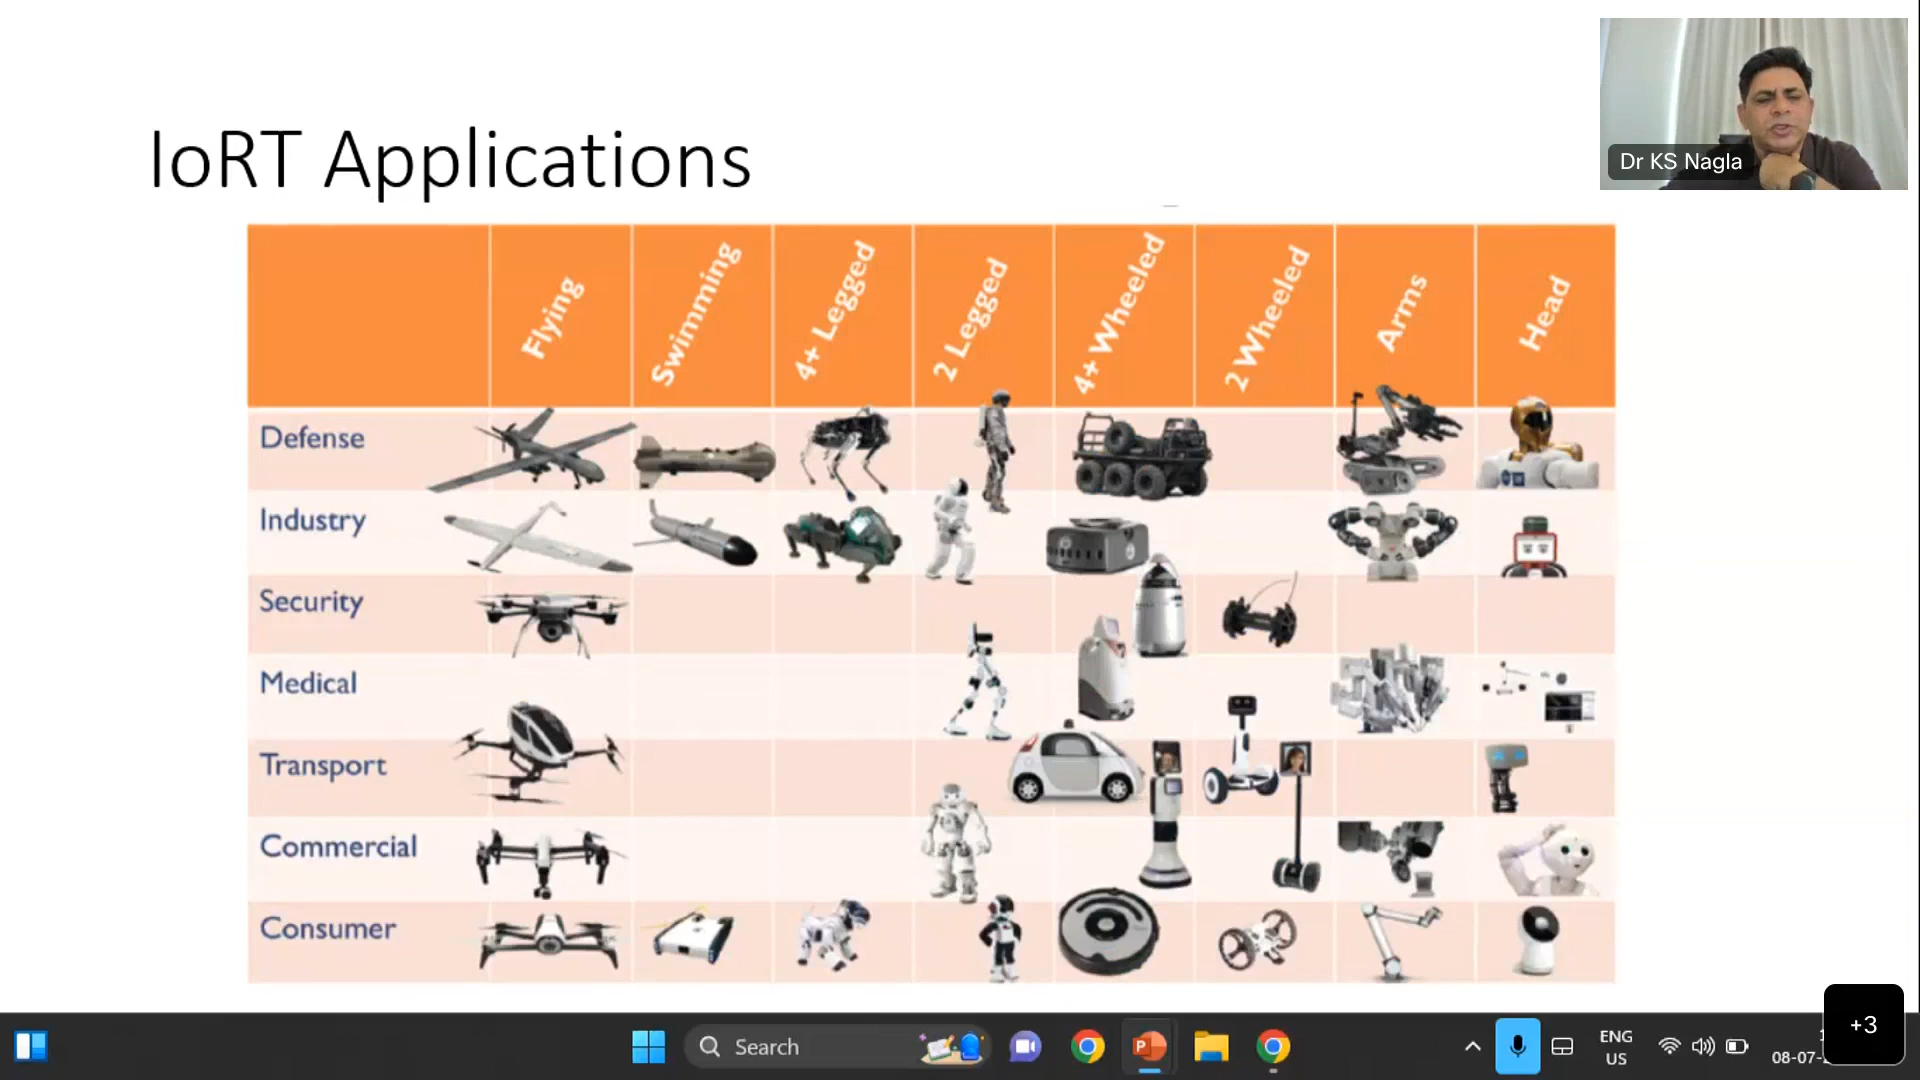 IoRT Applications
Dr KS Nagla
Flying
Swimming
4+ Legged
2 Legged
4+ Wheeled
2 Wheeled
Arms
Head
Defense
Industry
Security
Medical
Transport
Commercial
Consumer
Search
ENG
US
08-07-
+3